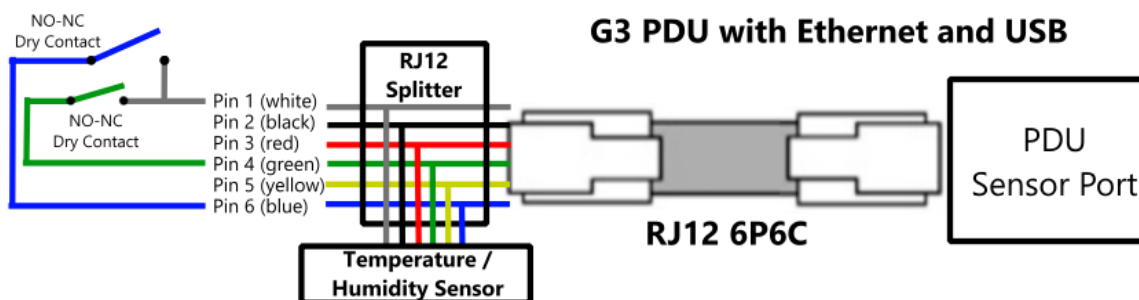 NO-NC
Dry Contact
G3 PDU with Ethernet and USB
RJ12
Splitter
Pin 1 (white)
NO-NC
Dry Contact
Pin 2 (black)
Pin 3 (red)
Pin 4 (green)
Pin 5 (yellow)
Pin 6 (blue)
PDU
Sensor Port
RJ12 6P6C
Temperature /
Humidity Sensor